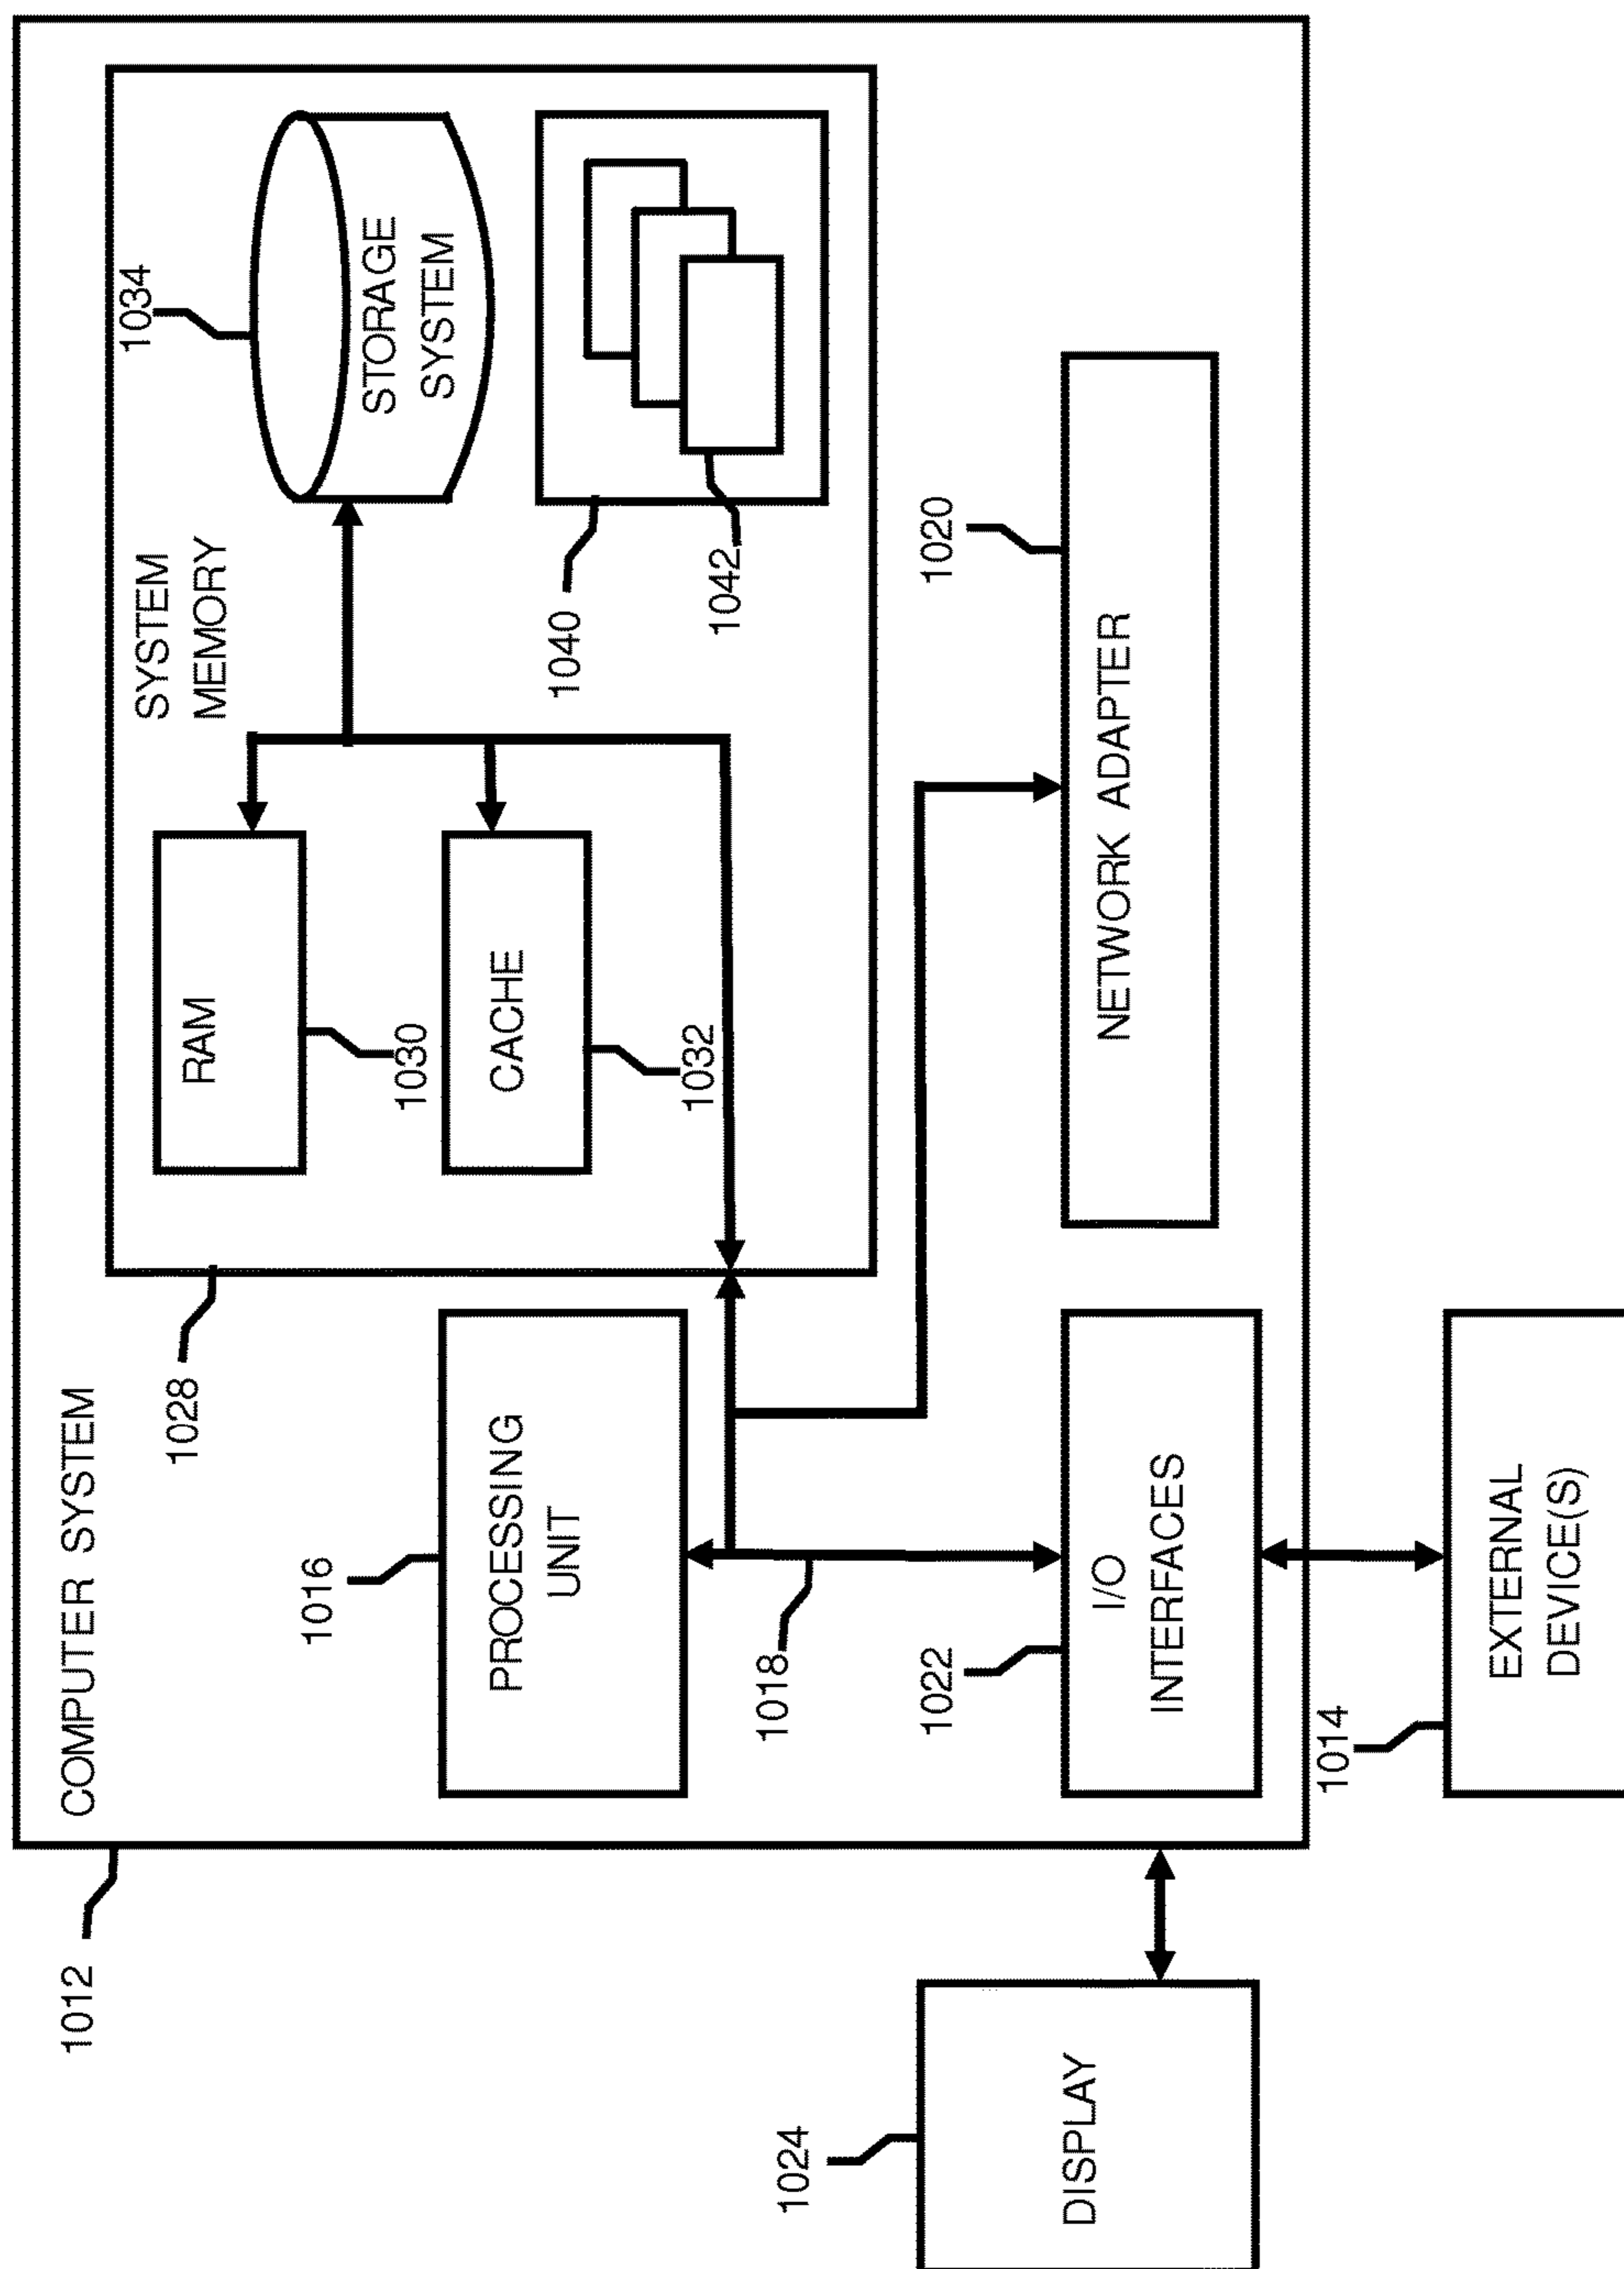 1012
COMPUTER SYSTEM
1028
SYSTEM
MEMORY
1034
STORAGE
SYSTEM
RAM
1030
CACHE
1032
1040
1042
1016
PROCESSING
UNIT
1018
1020
NETWORK ADAPTER
1022
I/O
INTERFACES
1024
DISPLAY
1014
EXTERNAL
DEVICE(S)